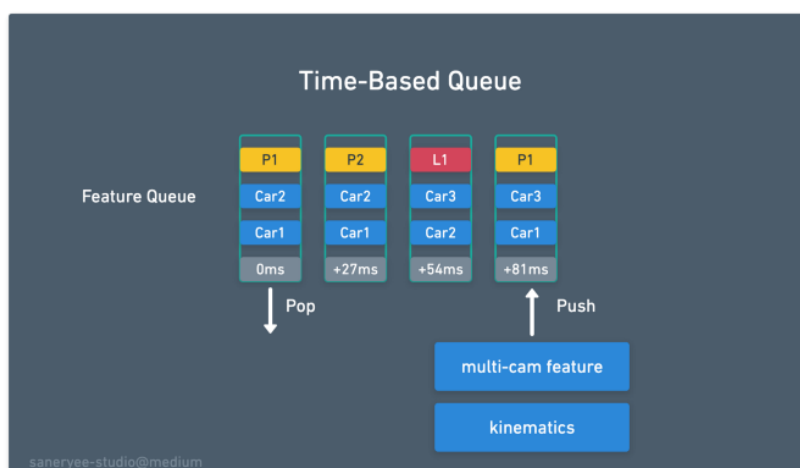 Time-Based Queue
P1 P2 L1 P1
Feature Queue Car2 Car2 Car3 Car3
Car1 Car1 Car2 Car1
0ms +27ms +54ms +81ms
Pop Push
multi-cam feature
kinematics
sanervee-studio@medium